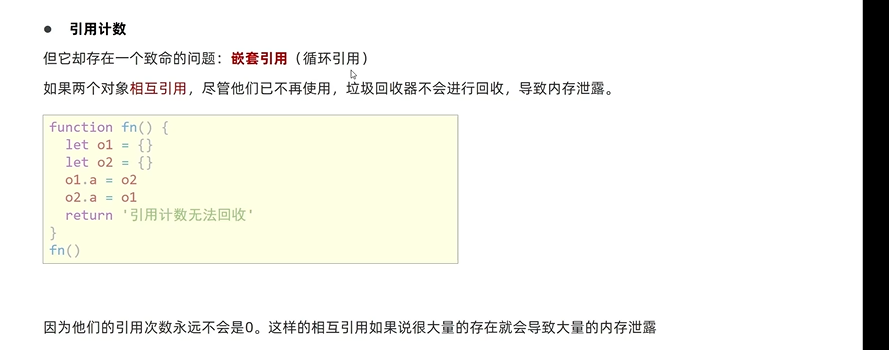 ● 引用计数
但它却存在一个致命的问题：嵌套引用（循环引用）
如果两个对象相互引用，尽管他们已不再使用，垃圾回收器不会进行回收，导致内存泄露。
function fn() {
  let o1 = {}
  let o2 = {}
  o1.a = o2
  o2.a = o1
  return '引用计数无法回收'
}
fn()
因为他们的引用次数永远不会是0。这样的相互引用如果说很大量的存在就会导致大量的内存泄露